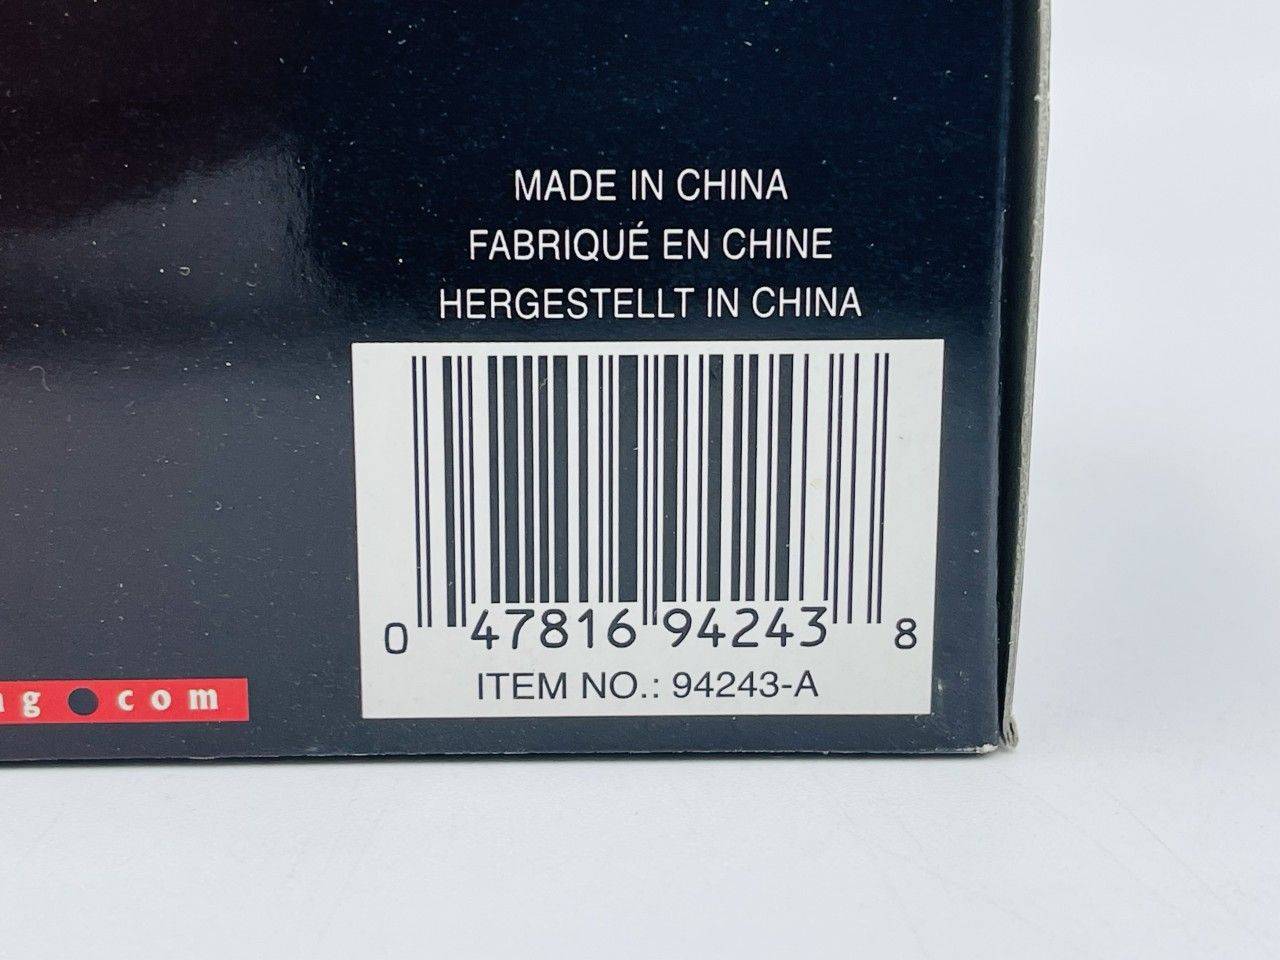 MADE IN CHINA
FABRIQUÉ EN CHINE
HERGESTELLT IN CHINA
0 47816 94243 8
ITEM NO.: 94243-A
g.com